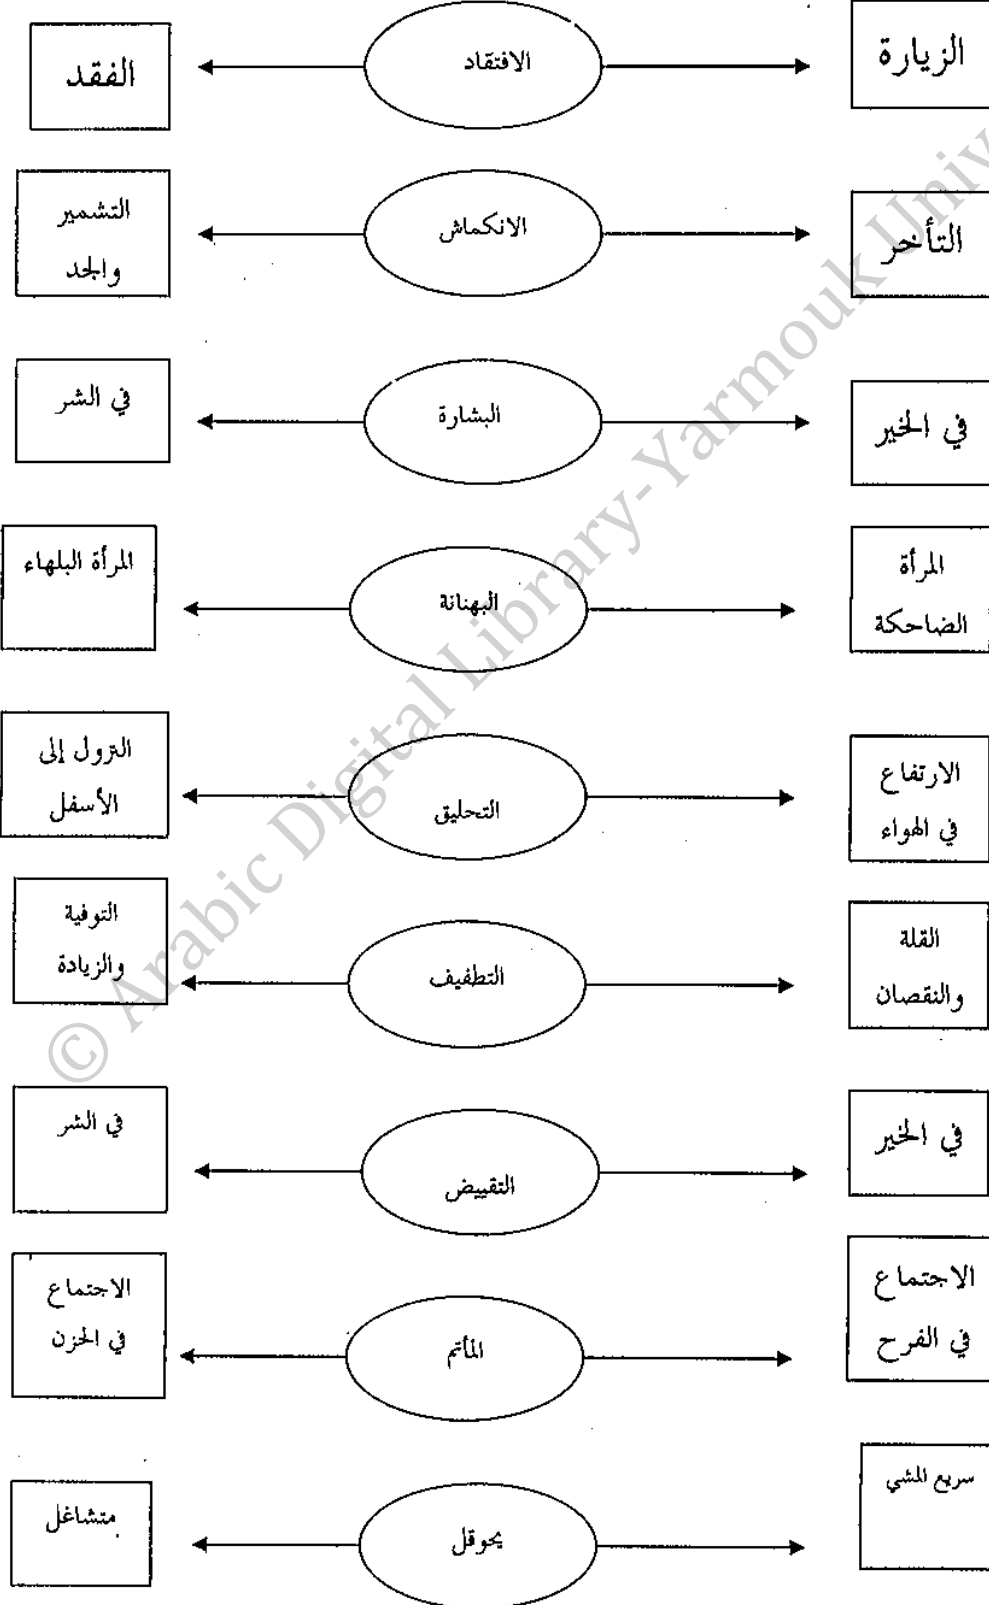 الزيارة
الافتقاد
الفقد
التأخر
الانكماش
التشمير
والجد
في الخير
البشارة
في الشر
المرأة
الضاحكة
البهنانة
المرأة البلهاء
الارتفاع
في الهواء
التحليق
التزول إلى
الأسفل
القلة
والنقصان
التطفيف
التوفية
والزيادة
في الخير
التقييض
في الشر
الاجتماع
في الفرح
المأتم
الاجتماع
في الحزن
سريع المشي
يحوقل
متشاغل
© Arabic Digital Library-Yarmouk Univ